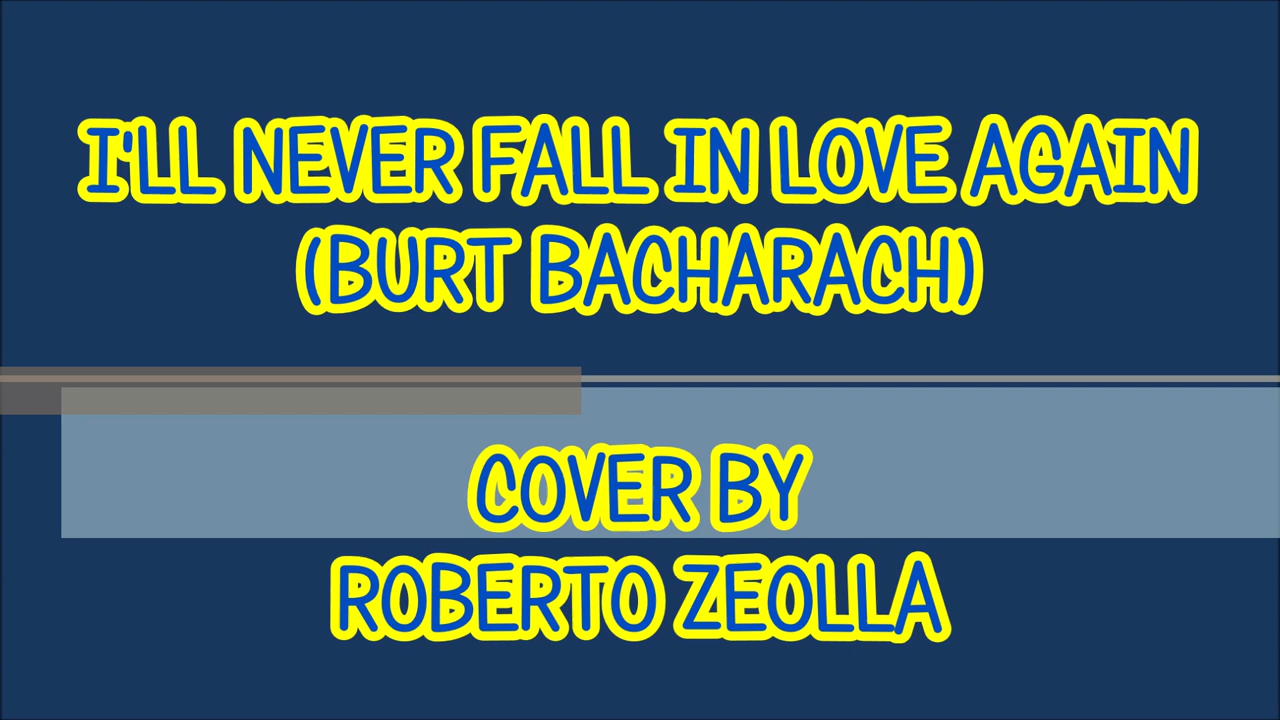 I'LL NEVER FALL IN LOVE AGAIN
(BURT BACHARACH)
COVER BY
ROBERTO ZEOLLA